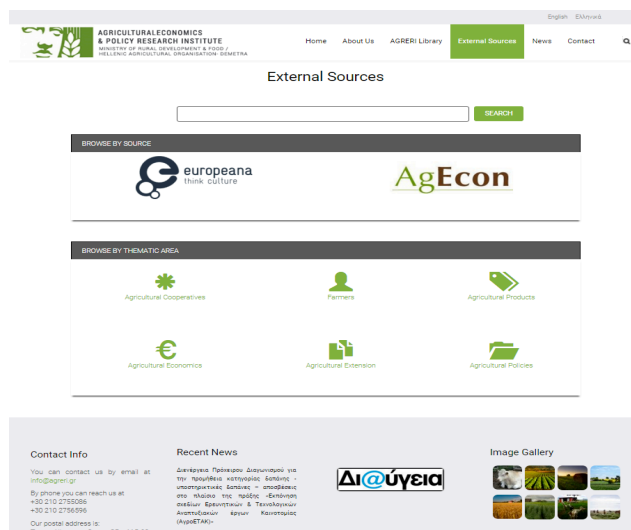 English Ελληνικά
AGRICULTURALECONOMICS
& POLICY RESEARCH INSTITUTE
MINISTRY OF RURAL DEVELOPMENT & FOOD /
HELLENIC AGRICULTURAL ORGANISATION- DEMETRA
Home About Us AGRERI Library External Sources News Contact
External Sources
SEARCH
BROWSE BY SOURCE
europeana
think culture
AgEcon
BROWSE BY THEMATIC AREA
Agricultural Cooperatives Farmers Agricultural Products
Agricultural Economics Agricultural Extension Agricultural Policies
Contact Info
You can contact us by email at
info@agreri.gr
By phone you can reach us at
+30 210 2755086
+30 210 2756596
Our postal address is:
Recent News
Διενέργεια Πρόχειρου Διαγωνισμού για
την προμήθεια κατηγορίας δαπάνης -
υποστηρικτικές δαπάνες – αποσβέσεις
στο πλαίσιο της πράξης «Εκπόνηση
σχεδίων Ερευνητικών & Τεχνολογικών
Αναπτυξιακών έργων Καινοτομίας
(ΑγροΕΤΑΚ)»
Δι@ύγεια
Image Gallery